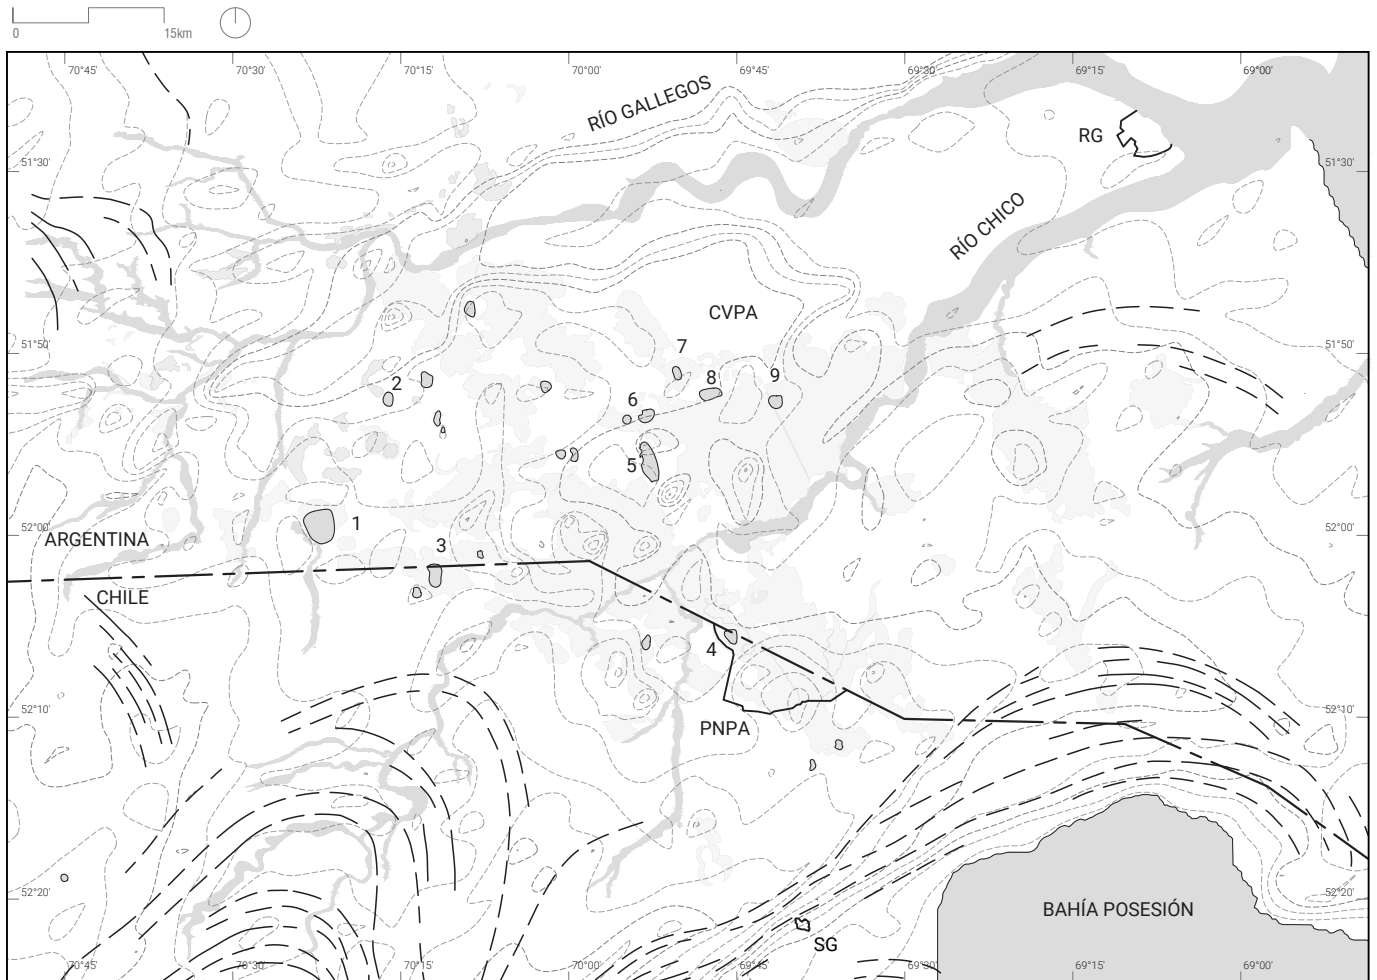 0 15km
70°45' 70°30' 70°15' 70°00' 69°45' 69°30' 69°15' 69°00'
RÍO GALLEGOS
RG
51°30' 51°30'
RÍO CHICO
CVPA
7
51°50' 51°50'
2 8 9
6
5
1
52°00' 52°00'
ARGENTINA
3
CHILE
4
52°10' 52°10'
PNPA
52°20' 52°20'
BAHÍA POSESIÓN
SG
70°45' 70°30' 70°15' 70°00' 69°45' 69°30' 69°15' 69°00'